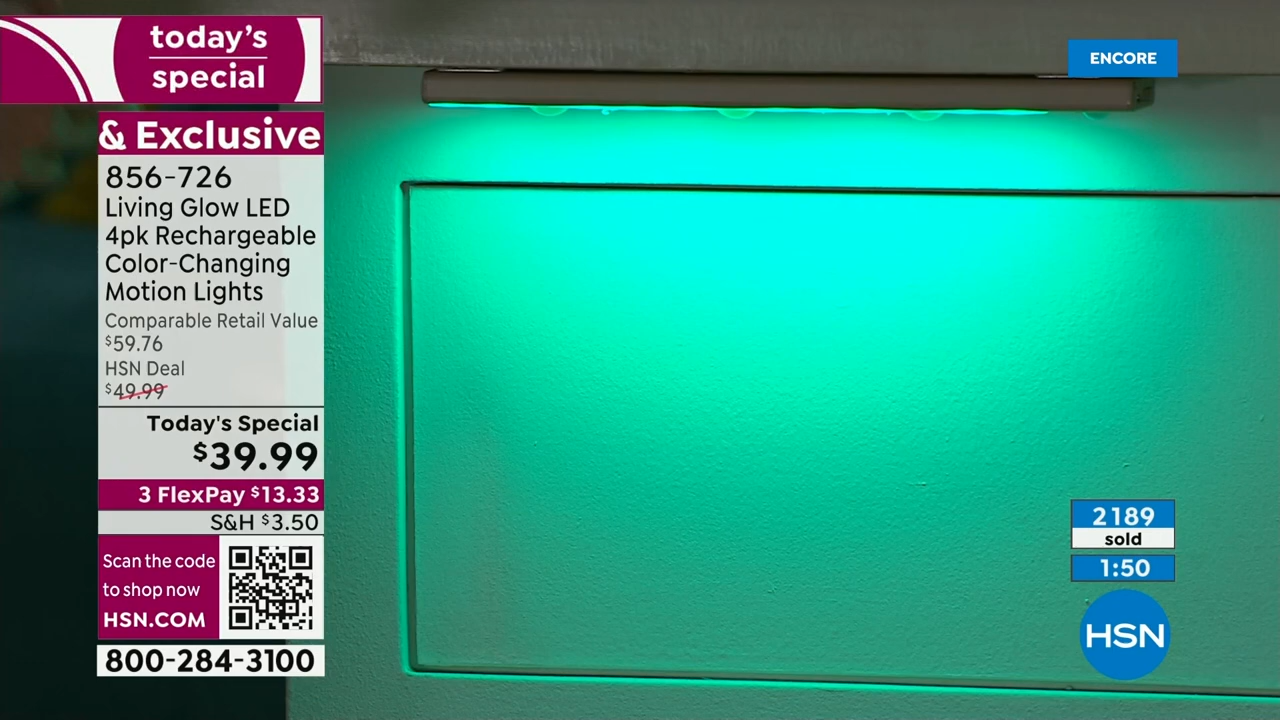 today's
special
& Exclusive
856-726
Living Glow LED
4pk Rechargeable
Color-Changing
Motion Lights
Comparable Retail Value
$59.76
HSN Deal
$49.99
Today's Special
$39.99
3 FlexPay $13.33
S&H $3.50
Scan the code
to shop now
HSN.COM
800-284-3100
ENCORE
2189
sold
1:50
HSN